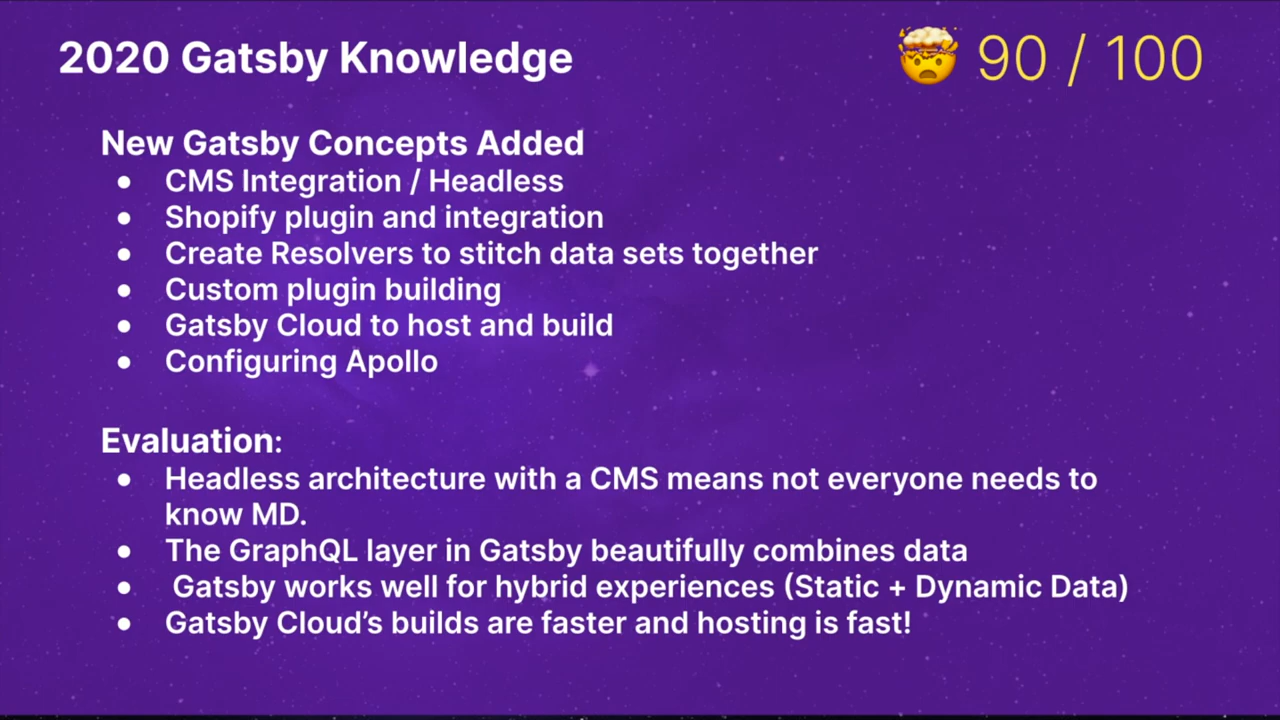 2020 Gatsby Knowledge
🤯 90 / 100
New Gatsby Concepts Added
● CMS Integration / Headless
● Shopify plugin and integration
● Create Resolvers to stitch data sets together
● Custom plugin building
● Gatsby Cloud to host and build
● Configuring Apollo
Evaluation:
● Headless architecture with a CMS means not everyone needs to
know MD.
● The GraphQL layer in Gatsby beautifully combines data
● Gatsby works well for hybrid experiences (Static + Dynamic Data)
● Gatsby Cloud’s builds are faster and hosting is fast!